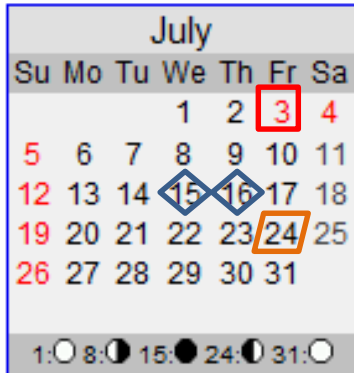 July
Su Mo Tu We Th Fr Sa
1 2 3 4
5 6 7 8 9 10 11
12 13 14 15 16 17 18
19 20 21 22 23 24 25
26 27 28 29 30 31
1: 8: 15: 24: 31: